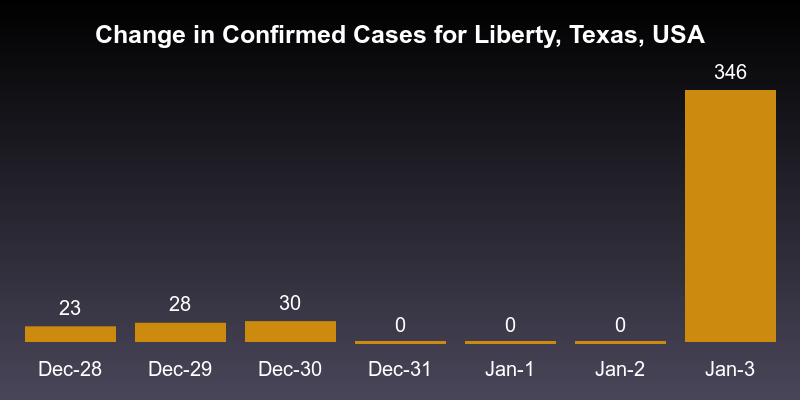 Change in Confirmed Cases for Liberty, Texas, USA
346
23
28
30
0
0
0
Dec-28
Dec-29
Dec-30
Dec-31
Jan-1
Jan-2
Jan-3